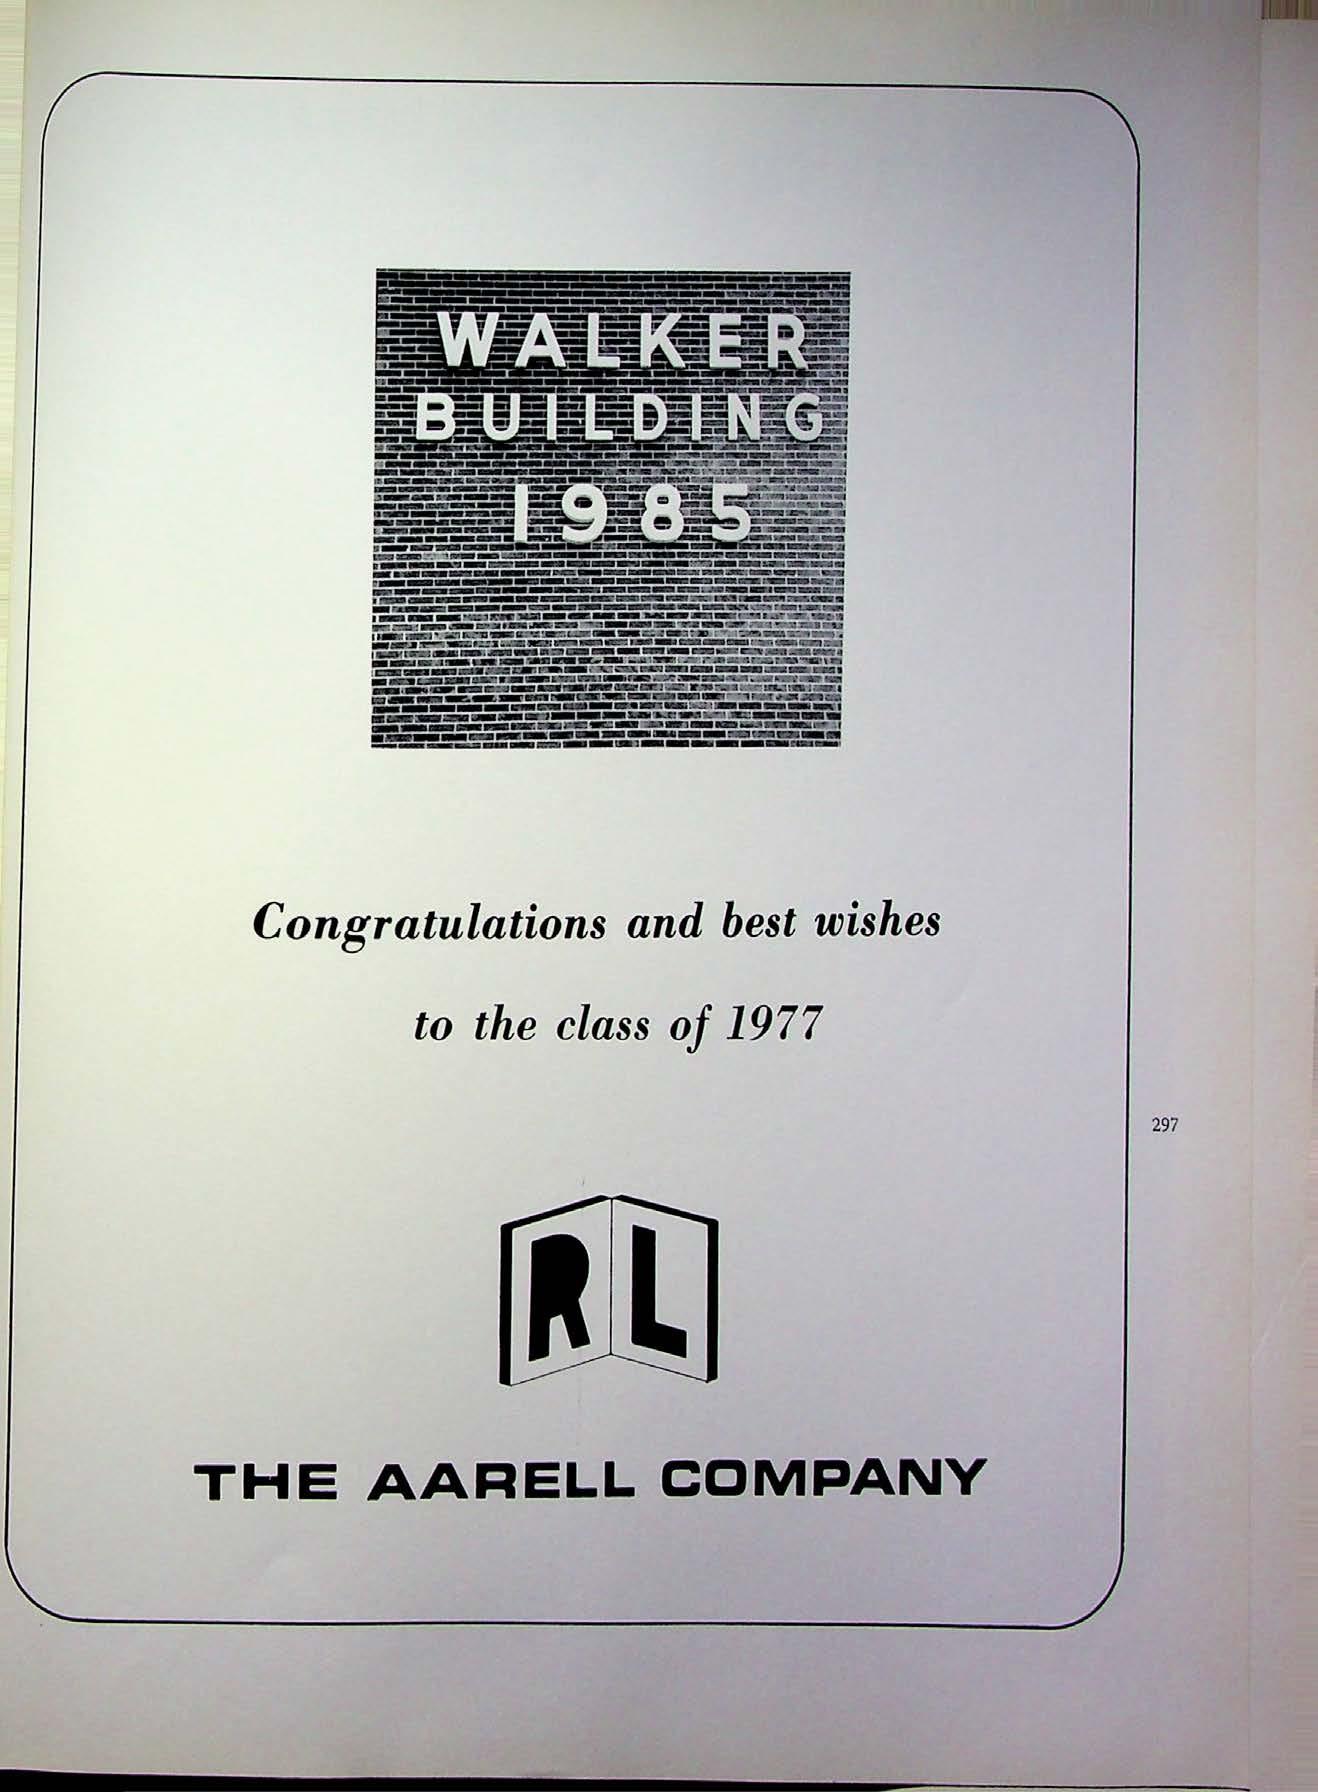 WALKER
BUILDING
1985
Congratulations and best wishes
to the class of 1977
297
RL
THE AARELL COMPANY